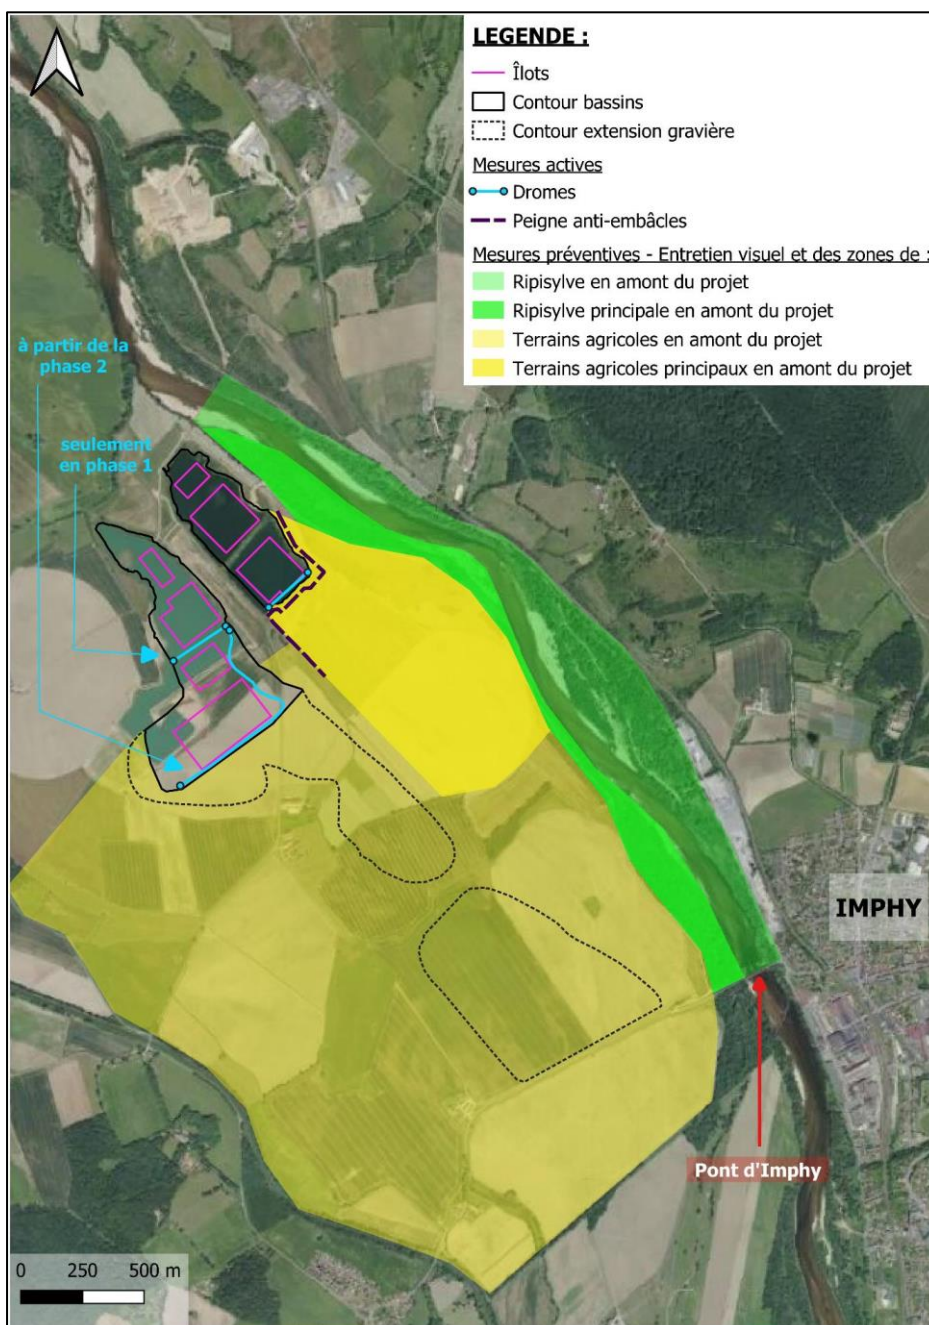 LEGENDE :
Îlots
Contour bassins
Contour extension gravière
Mesures actives
Dromes
Peigne anti-embâcles
Mesures préventives - Entretien visuel et des zones de :
Ripisylve en amont du projet
Ripisylve principale en amont du projet
Terrains agricoles en amont du projet
Terrains agricoles principaux en amont du projet
à partir de la
phase 2
seulement
en phase 1
IMPHY
Pont d'Imphy
0 250 500 m